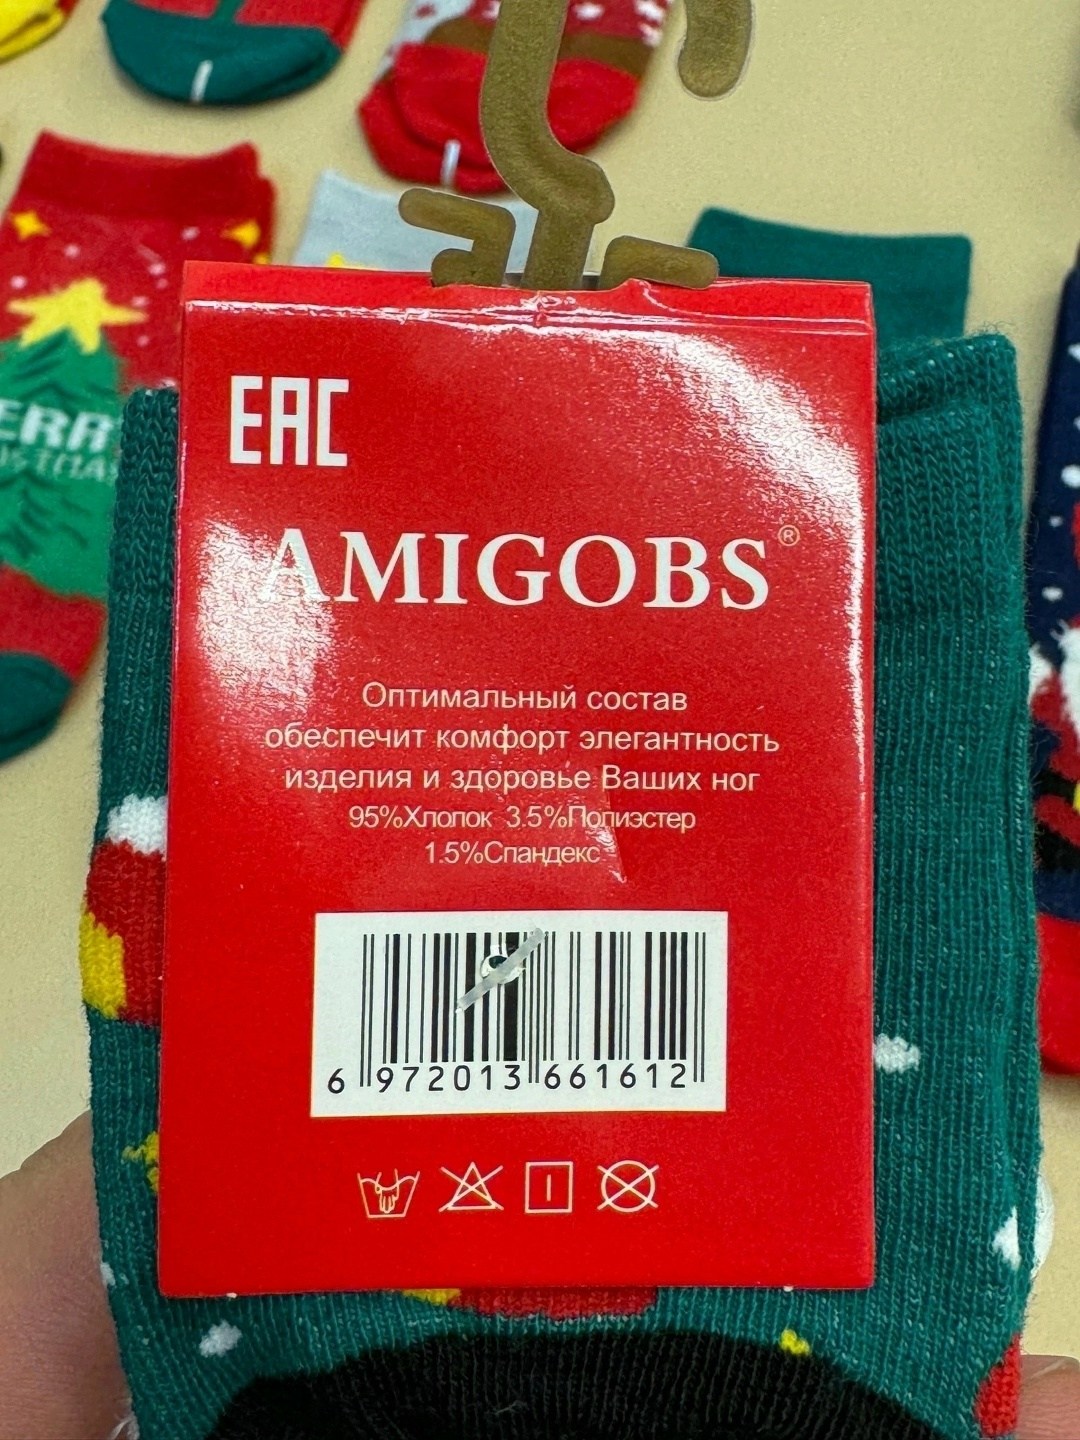 EAC
AMIGOBS®
Оптимальный состав
обеспечит комфорт элегантность
изделия и здоровье Ваших ног
95%Хлопок 3.5%Полиэстер
1.5%Спандекс
6 972013 661612